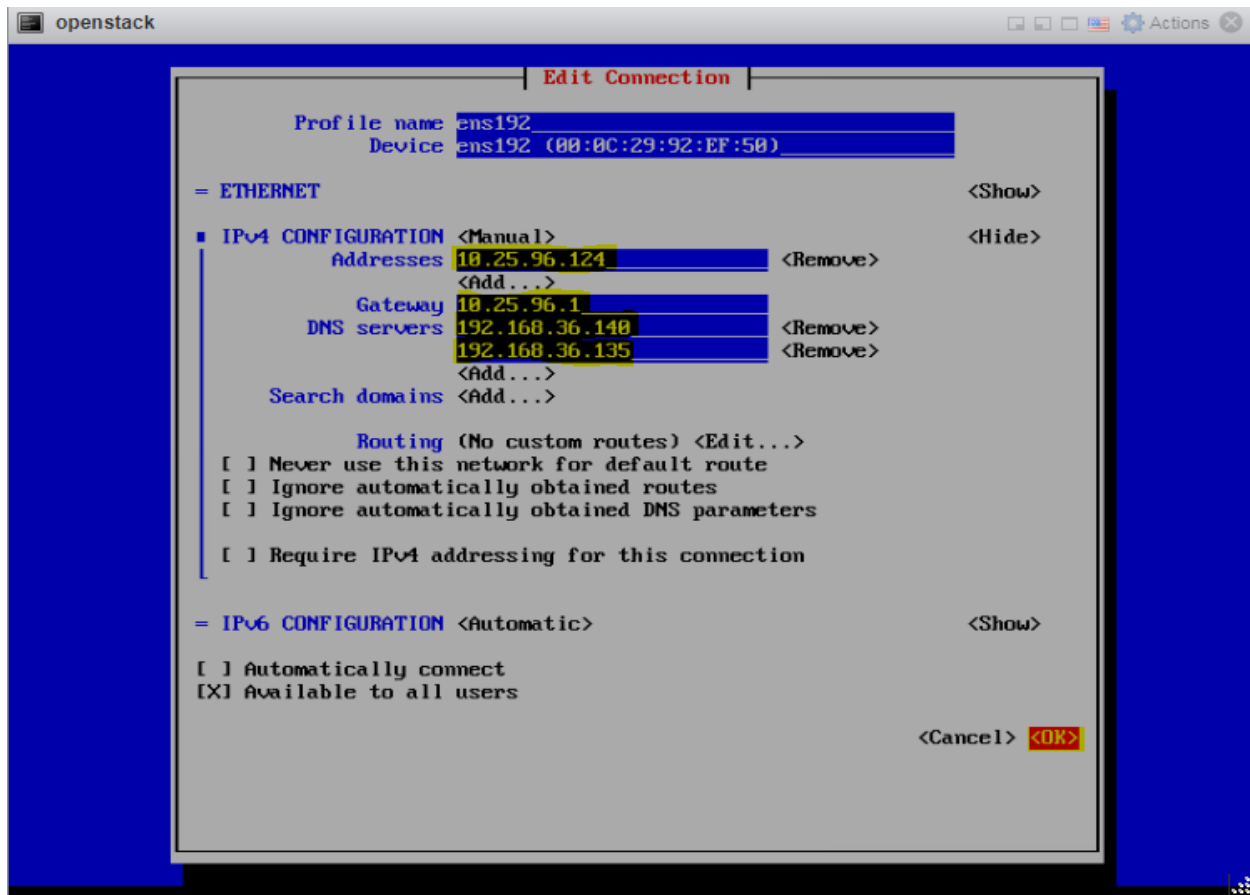 openstack Actions
Edit Connection
Profile name ens192
Device ens192 (00:0C:29:92:EF:50)
= ETHERNET <Show>
IPv4 CONFIGURATION <Manual> <Hide>
Addresses 10.25.96.124 <Remove>
<Add...>
Gateway 10.25.96.1
DNS servers 192.168.36.140 <Remove>
192.168.36.135 <Remove>
<Add...>
Search domains <Add...>
Routing (No custom routes) <Edit...>
[ ] Never use this network for default route
[ ] Ignore automatically obtained routes
[ ] Ignore automatically obtained DNS parameters
[ ] Require IPv4 addressing for this connection
= IPv6 CONFIGURATION <Automatic> <Show>
[ ] Automatically connect
[X] Available to all users
<Cancel> <OK>